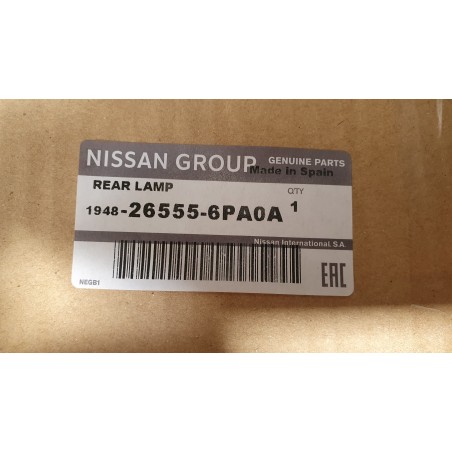 NISSAN GROUP GENUINE PARTS
Made in Spain
REAR LAMP QTY
1948-26555-6PA0A 1
Nissan International S.A.
NEGB1 EAC